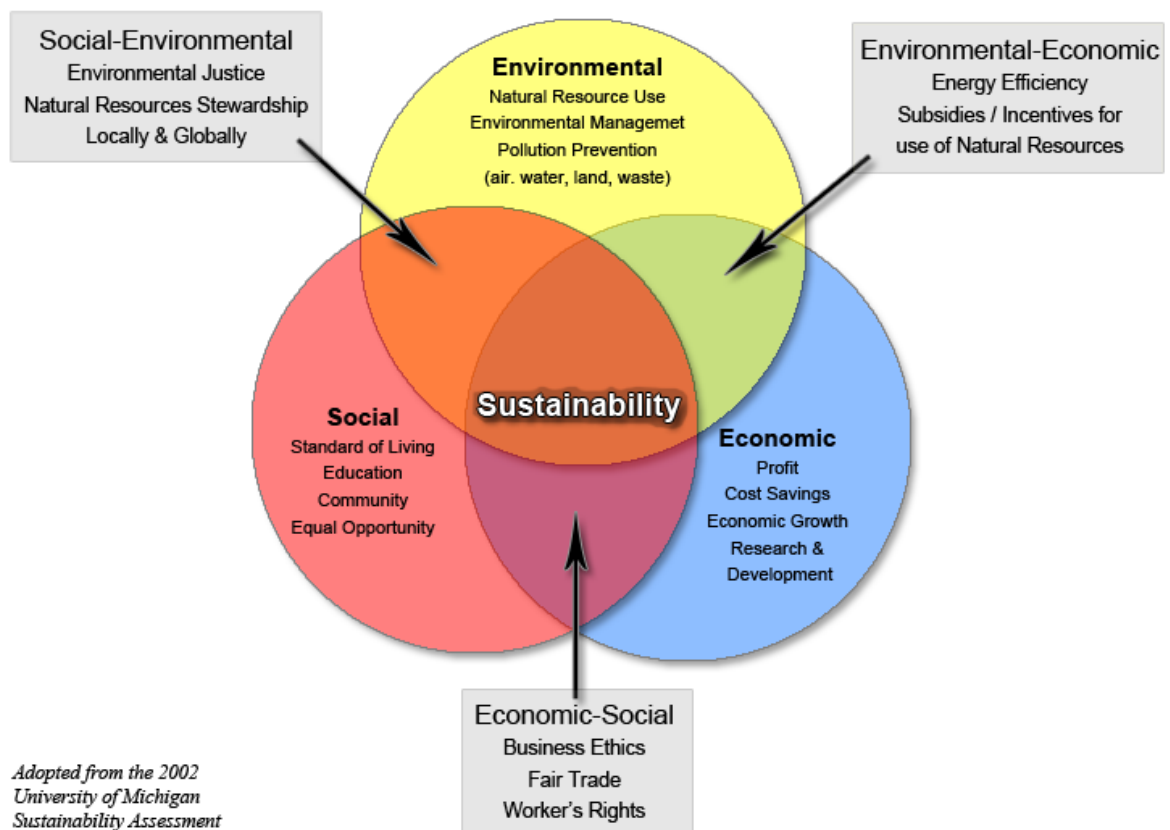 Social-Environmental
Environmental Justice
Natural Resources Stewardship
Locally & Globally
Environmental
Natural Resource Use
Environmental Managemet
Pollution Prevention
(air. water, land, waste)
Environmental-Economic
Energy Efficiency
Subsidies / Incentives for
use of Natural Resources
Sustainability
Social
Standard of Living
Education
Community
Equal Opportunity
Economic
Profit
Cost Savings
Economic Growth
Research &
Development
Economic-Social
Business Ethics
Fair Trade
Worker's Rights
Adopted from the 2002
University of Michigan
Sustainability Assessment